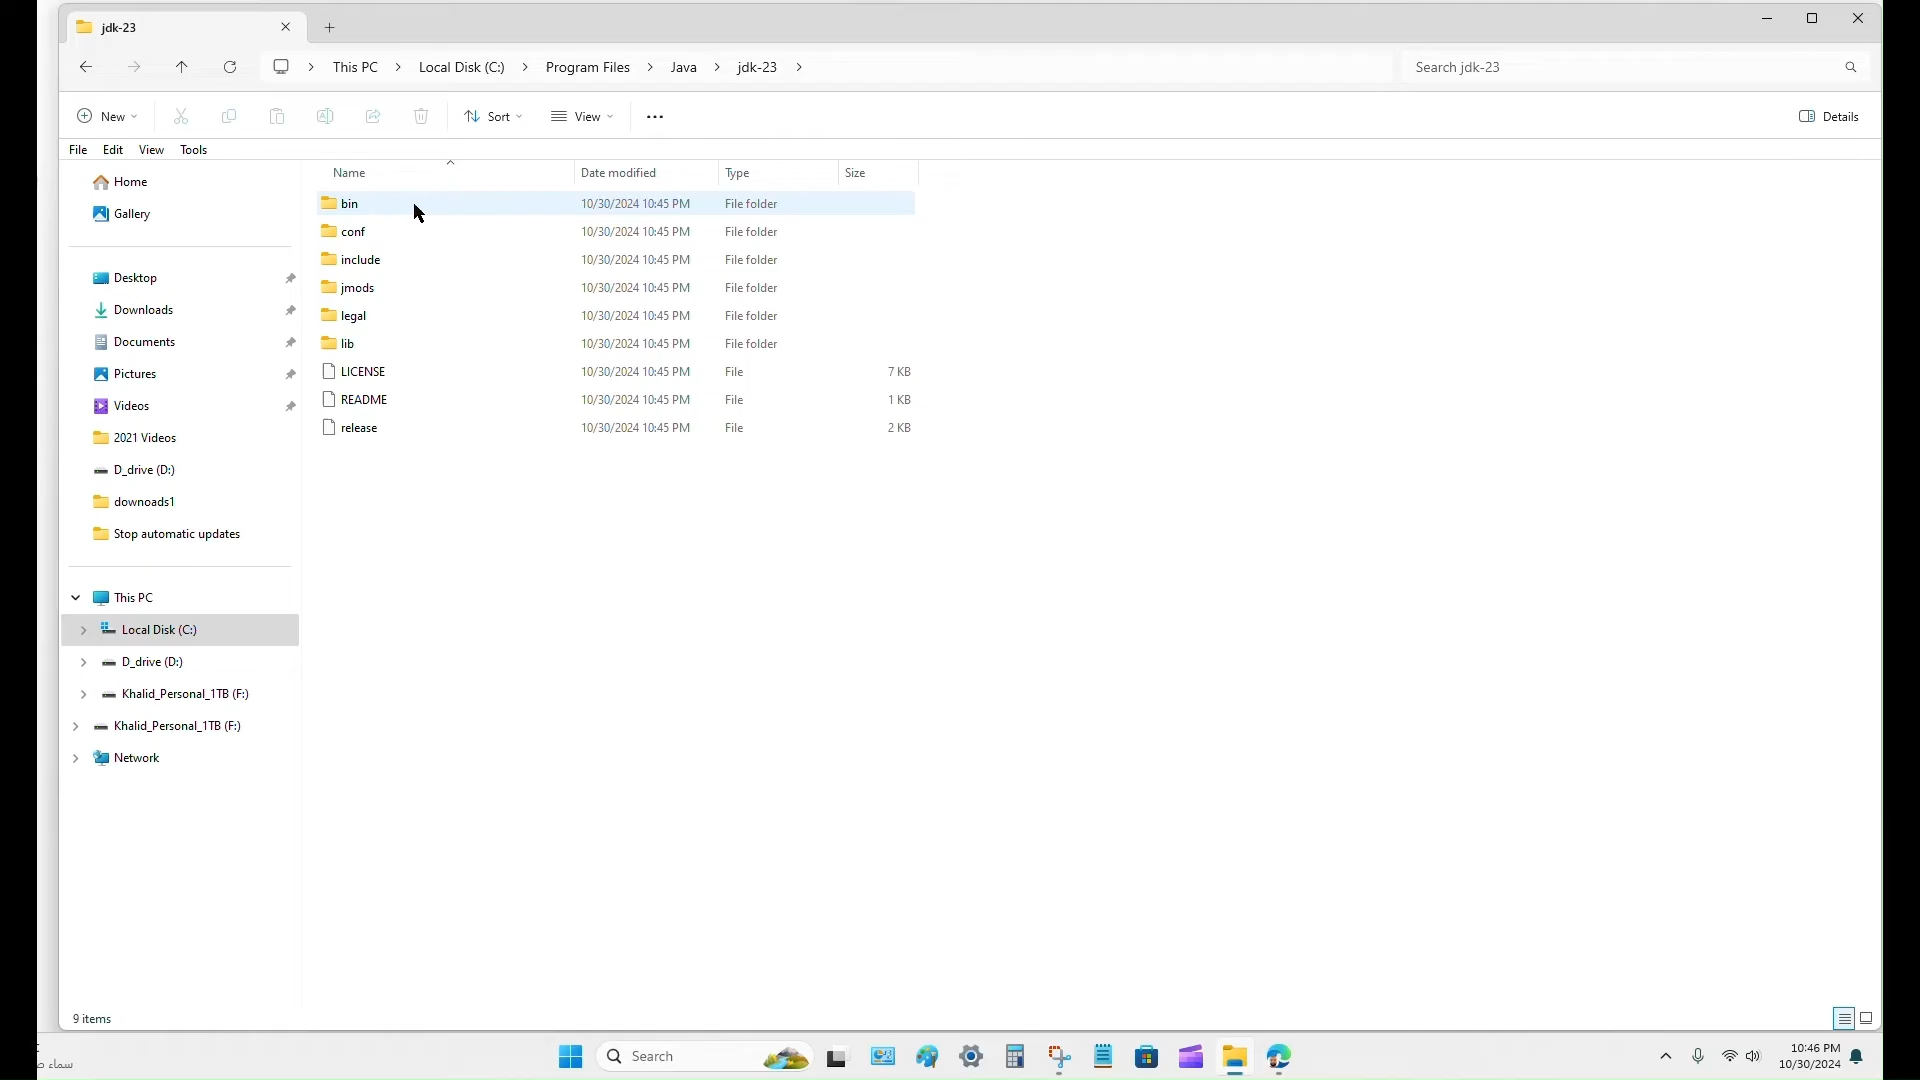 jdk-23
This PC Local Disk (C:) Program Files Java jdk-23
Search jdk-23
New Sort View Details
File Edit View Tools
Name Date modified Type Size
bin 10/30/2024 10:45 PM File folder
conf 10/30/2024 10:45 PM File folder
include 10/30/2024 10:45 PM File folder
jmods 10/30/2024 10:45 PM File folder
legal 10/30/2024 10:45 PM File folder
lib 10/30/2024 10:45 PM File folder
LICENSE 10/30/2024 10:45 PM File 7 KB
README 10/30/2024 10:45 PM File 1 KB
release 10/30/2024 10:45 PM File 2 KB
Home
Gallery
Desktop
Downloads
Documents
Pictures
Videos
2021 Videos
D_drive (D:)
downoads1
Stop automatic updates
This PC
Local Disk (C:)
D_drive (D:)
Khalid_Personal_1TB (F:)
Khalid_Personal_1TB (F:)
Network
9 items
سماء
Search
10:46 PM
10/30/2024